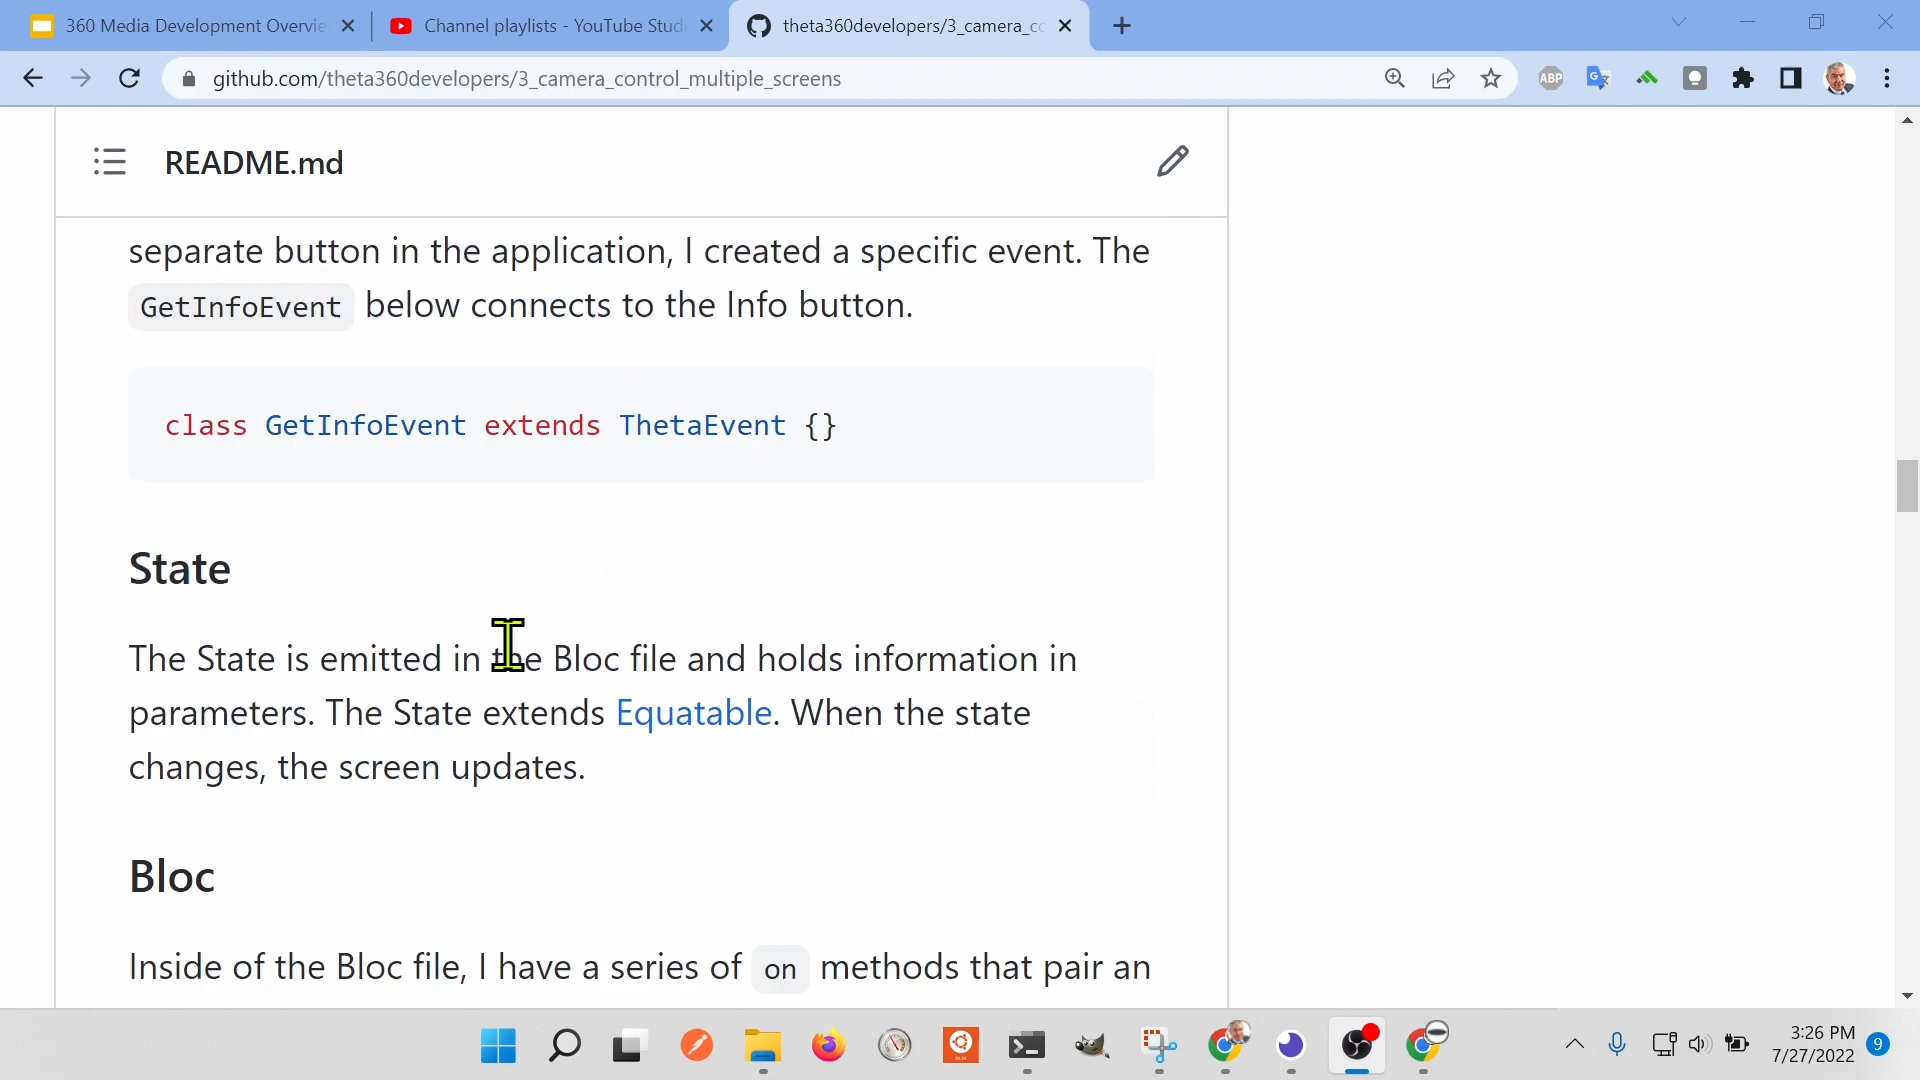 360 Media Development Overvie
Channel playlists - YouTube Studi
theta360developers/3_camera_co
github.com/theta360developers/3_camera_control_multiple_screens
ABP
README.md
separate button in the application, I created a specific event. The
GetInfoEvent below connects to the Info button.
class GetInfoEvent extends ThetaEvent {}
State
The State is emitted in the Bloc file and holds information in
parameters. The State extends Equatable. When the state
changes, the screen updates.
Bloc
Inside of the Bloc file, I have a series of on methods that pair an
3:26 PM
7/27/2022
9